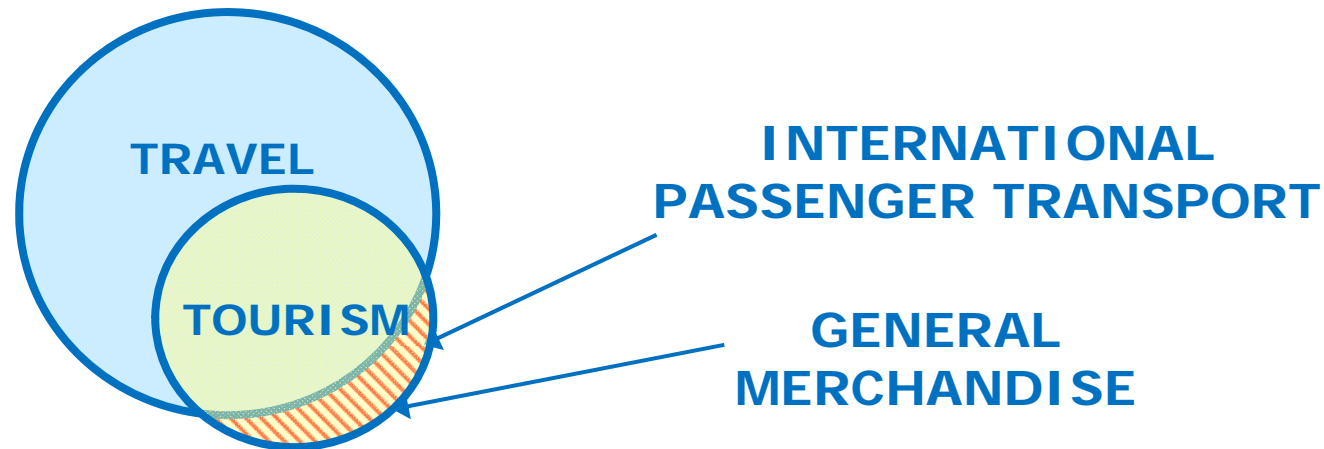 TRAVEL
TOURISM
INTERNATIONAL
PASSENGER TRANSPORT
GENERAL
MERCHANDISE